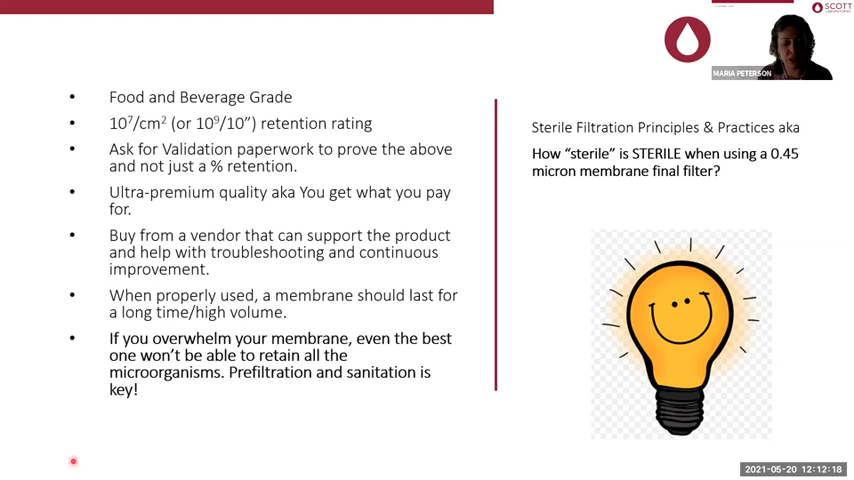 SCOTT
LABORATORIES
MARIA PETERSON
• Food and Beverage Grade
• 10⁷/cm² (or 10⁹/10”) retention rating
• Ask for Validation paperwork to prove the above
and not just a % retention.
• Ultra-premium quality aka You get what you pay
for.
• Buy from a vendor that can support the product
and help with troubleshooting and continuous
improvement.
• When properly used, a membrane should last for
a long time/high volume.
• If you overwhelm your membrane, even the best
one won’t be able to retain all the
microorganisms. Prefiltration and sanitation is
key!
Sterile Filtration Principles & Practices aka
How “sterile” is STERILE when using a 0.45
micron membrane final filter?
2021-05-20 12:12:18